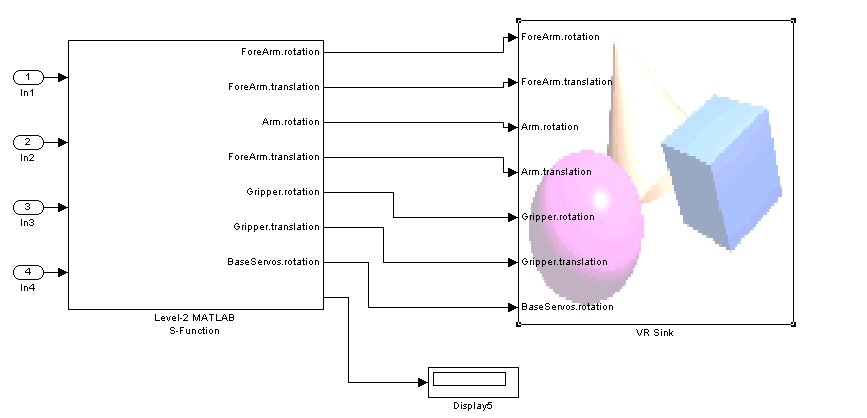 1
In1
2
In2
3
In3
4
In4
ForeArm.rotation
ForeArm.translation
Arm.rotation
ForeArm.translation
Gripper.rotation
Gripper.translation
BaseServos.rotation
Level-2 MATLAB
S-Function
ForeArm.rotation
ForeArm.translation
Arm.rotation
Arm.translation
Gripper.rotation
Gripper.translation
BaseServos.rotation
VR Sink
Display5